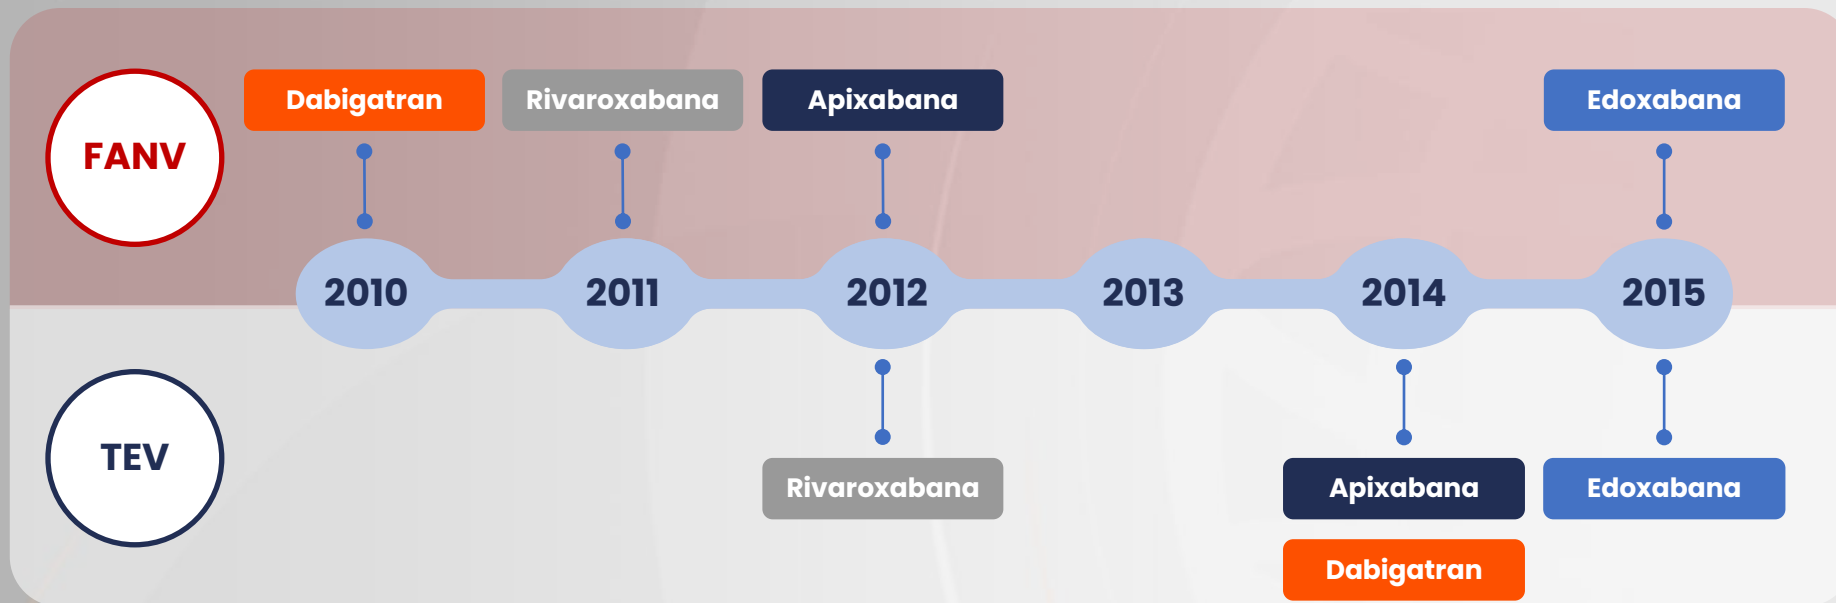 FANV
Dabigatran
Rivaroxabana
Apixabana
Edoxabana
2010
2011
2012
2013
2014
2015
TEV
Rivaroxabana
Apixabana
Edoxabana
Dabigatran